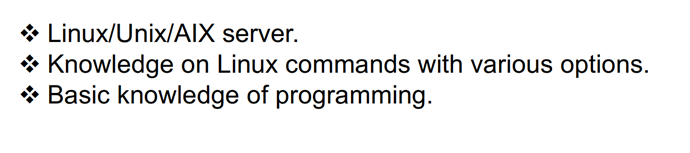 ❖ Linux/Unix/AIX server.
❖ Knowledge on Linux commands with various options.
❖ Basic knowledge of programming.